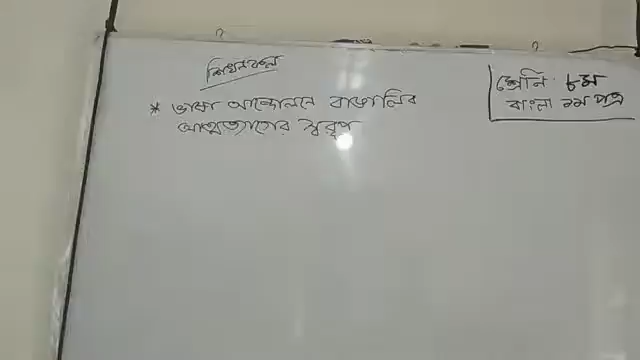 শিখনফল
* ভাষা আন্দোলনে বাঙালির
আত্মত্যাগের স্বরূপ
শ্রেনি: ৮ম
বাংলা ১ম পত্র